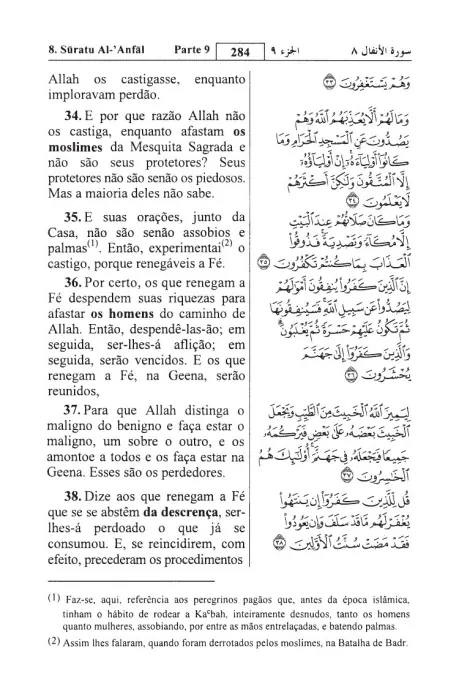 8. Sūratu Al-'Anfāl Parte 9 284 الجزء ٩ سورة الأنفال ٨
Allah os castigasse, enquanto
imploravam perdão.
34. E por que razão Allah não
os castiga, enquanto afastam os
moslimes da Mesquita Sagrada e
não são seus protetores? Seus
protetores não são senão os piedosos.
Mas a maioria deles não sabe.
35. E suas orações, junto da
Casa, não são senão assobios e
palmas(1). Então, experimentai(2) o
castigo, porque renegáveis a Fé.
36. Por certo, os que renegam a
Fé despendem suas riquezas para
afastar os homens do caminho de
Allah. Então, despendê-las-ão; em
seguida, ser-lhes-á aflição; em
seguida, serão vencidos. E os que
renegam a Fé, na Geena, serão
reunidos,
37. Para que Allah distinga o
maligno do benigno e faça estar o
maligno, um sobre o outro, e os
amontoe a todos e os faça estar na
Geena. Esses são os perdedores.
38. Dize aos que renegam a Fé
que se se abstêm da descrença, ser-
lhes-á perdoado o que já se
consumou. E, se reincidirem, com
efeito, precederam os procedimentos
وَهُمْ يَسْتَغْفِرُونَ ٣٣
وَمَا لَهُمْ أَلَّا يُعَذِّبَهُمُ ٱللَّهُ وَهُمْ
يَصُدُّونَ عَنِ ٱلْمَسْجِدِ ٱلْحَرَامِ وَمَا
كَانُوٓا۟ أَوْلِيَآءَهُۥٓ إِنْ أَوْلِيَآؤُهُۥٓ
إِلَّا ٱلْمُتَّقُونَ وَلَٰكِنَّ أَكْثَرَهُمْ
لَا يَعْلَمُونَ ٣٤
وَمَا كَانَ صَلَاتُهُمْ عِندَ ٱلْبَيْتِ
إِلَّا مُكَآءً وَتَصْدِيَةً فَذُوقُوا۟
ٱلْعَذَابَ بِمَا كُنتُمْ تَكْفُرُونَ ٣٥
إِنَّ ٱلَّذِينَ كَفَرُوا۟ يُنفِقُونَ أَمْوَٰلَهُمْ
لِيَصُدُّوا۟ عَن سَبِيلِ ٱللَّهِ فَسَيُنفِقُونَهَا
ثُمَّ تَكُونُ عَلَيْهِمْ حَسْرَةً ثُمَّ يُغْلَبُونَ
وَٱلَّذِينَ كَفَرُوٓا۟ إِلَىٰ جَهَنَّمَ
يُحْشَرُونَ ٣٦
لِيَمِيزَ ٱللَّهُ ٱلْخَبِيثَ مِنَ ٱلطَّيِّبِ وَيَجْعَلَ
ٱلْخَبِيثَ بَعْضَهُۥ عَلَىٰ بَعْضٍ فَيَرْكُمَهُۥ
جَمِيعًا فَيَجْعَلَهُۥ فِى جَهَنَّمَ أُو۟لَٰٓئِكَ هُمُ
ٱلْخَٰسِرُونَ ٣٧
قُل لِّلَّذِينَ كَفَرُوٓا۟ إِن يَنتَهُوا۟
يُغْفَرْ لَهُم مَّا قَدْ سَلَفَ وَإِن يَعُودُوا۟
فَقَدْ مَضَتْ سُنَّتُ ٱلْأَوَّلِينَ ٣٨
(1) Faz-se, aqui, referência aos peregrinos pagãos que, antes da época islâmica,
tinham o hábito de rodear a Kaᶜbah, inteiramente desnudos, tanto os homens
quanto mulheres, assobiando, por entre as mãos entrelaçadas, e batendo palmas.
(2) Assim lhes falaram, quando foram derrotados pelos moslimes, na Batalha de Badr.